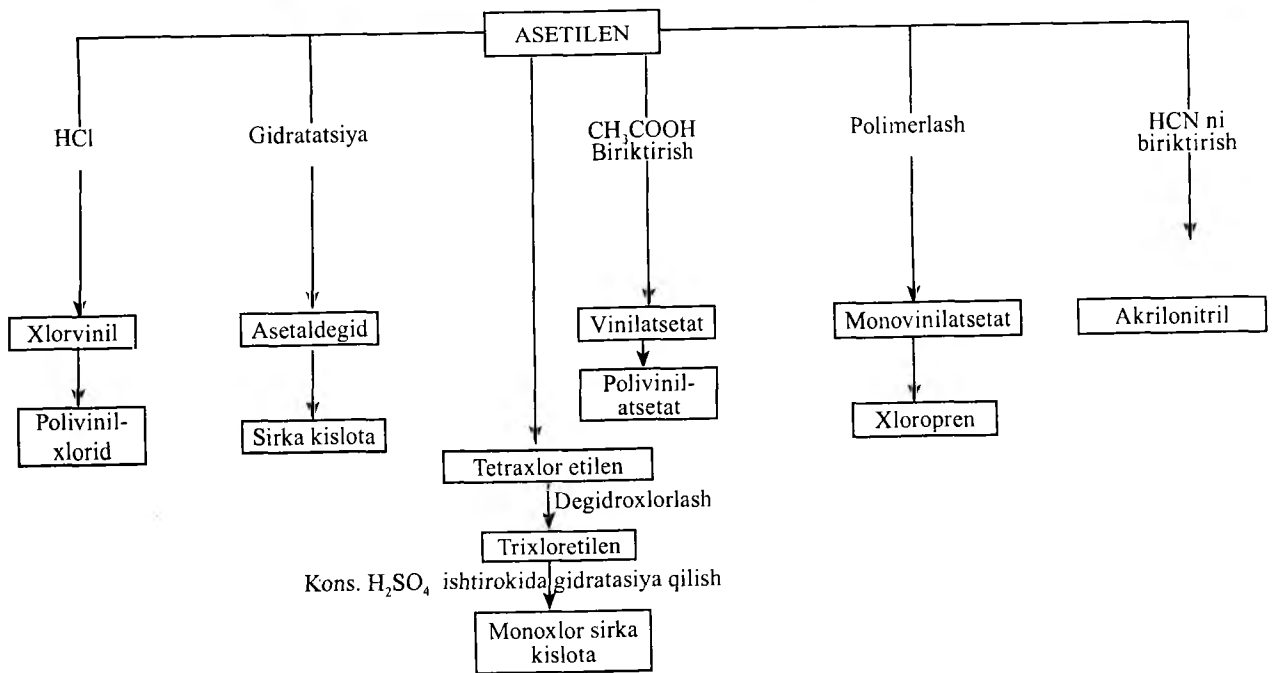 ASETILEN
HCl
Gidratatsiya
CH₃COOH
Biriktirish
Polimerlash
HCN ni
biriktirish
Xlorvinil
Asetaldegid
Vinilatsetat
Monovinilatsetat
Akrilonitril
Polivinil-
xlorid
Sirka kislota
Polivinil-
atsetat
Xloropren
Tetraxlor etilen
Degidroxlorlash
Trixloretilen
Kons. H₂SO₄ ishtirokida gidratasiya qilish
Monoxlor sirka
kislota